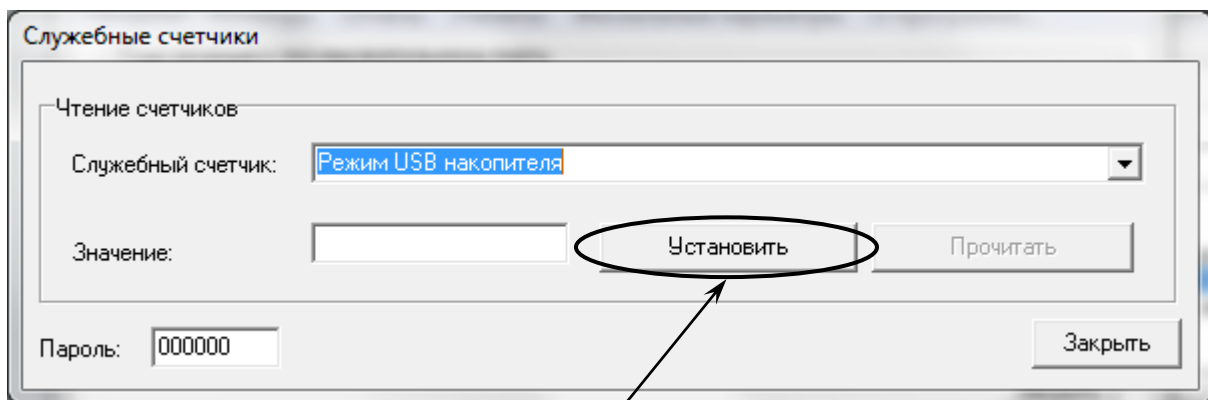 Служебные счетчики
Чтение счетчиков
Служебный счетчик: Режим USB накопителя
Значение: Установить Прочитать
Пароль: 000000 Закрыть